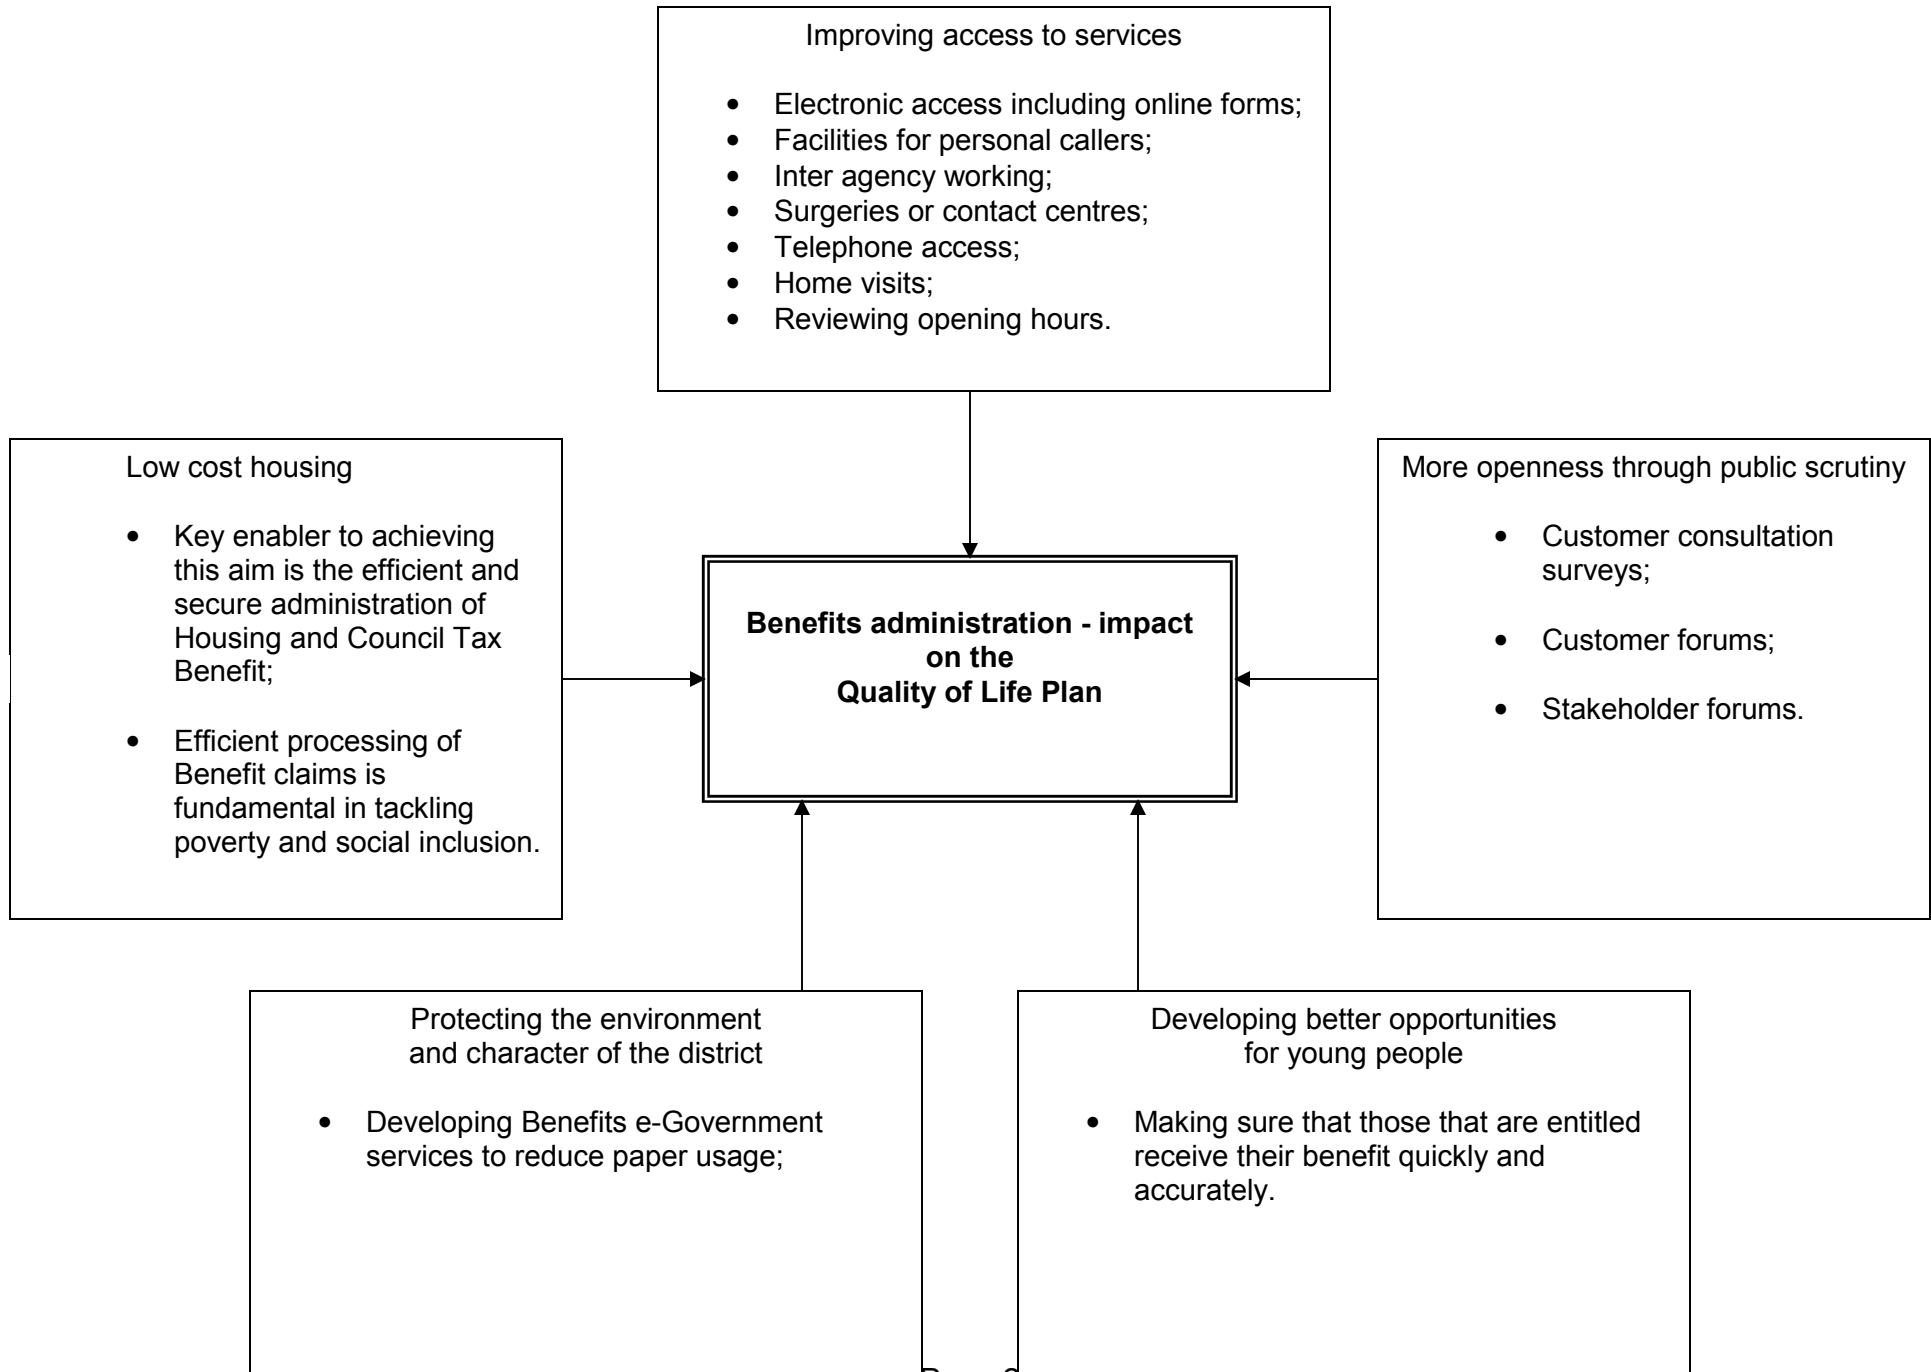 Improving access to services
• Electronic access including online forms;
• Facilities for personal callers;
• Inter agency working;
• Surgeries or contact centres;
• Telephone access;
• Home visits;
• Reviewing opening hours.
Low cost housing
• Key enabler to achieving
this aim is the efficient and
secure administration of
Housing and Council Tax
Benefit;
• Efficient processing of
Benefit claims is
fundamental in tackling
poverty and social inclusion.
Benefits administration - impact
on the
Quality of Life Plan
More openness through public scrutiny
• Customer consultation
surveys;
• Customer forums;
• Stakeholder forums.
Protecting the environment
and character of the district
• Developing Benefits e-Government
services to reduce paper usage;
Developing better opportunities
for young people
• Making sure that those that are entitled
receive their benefit quickly and
accurately.